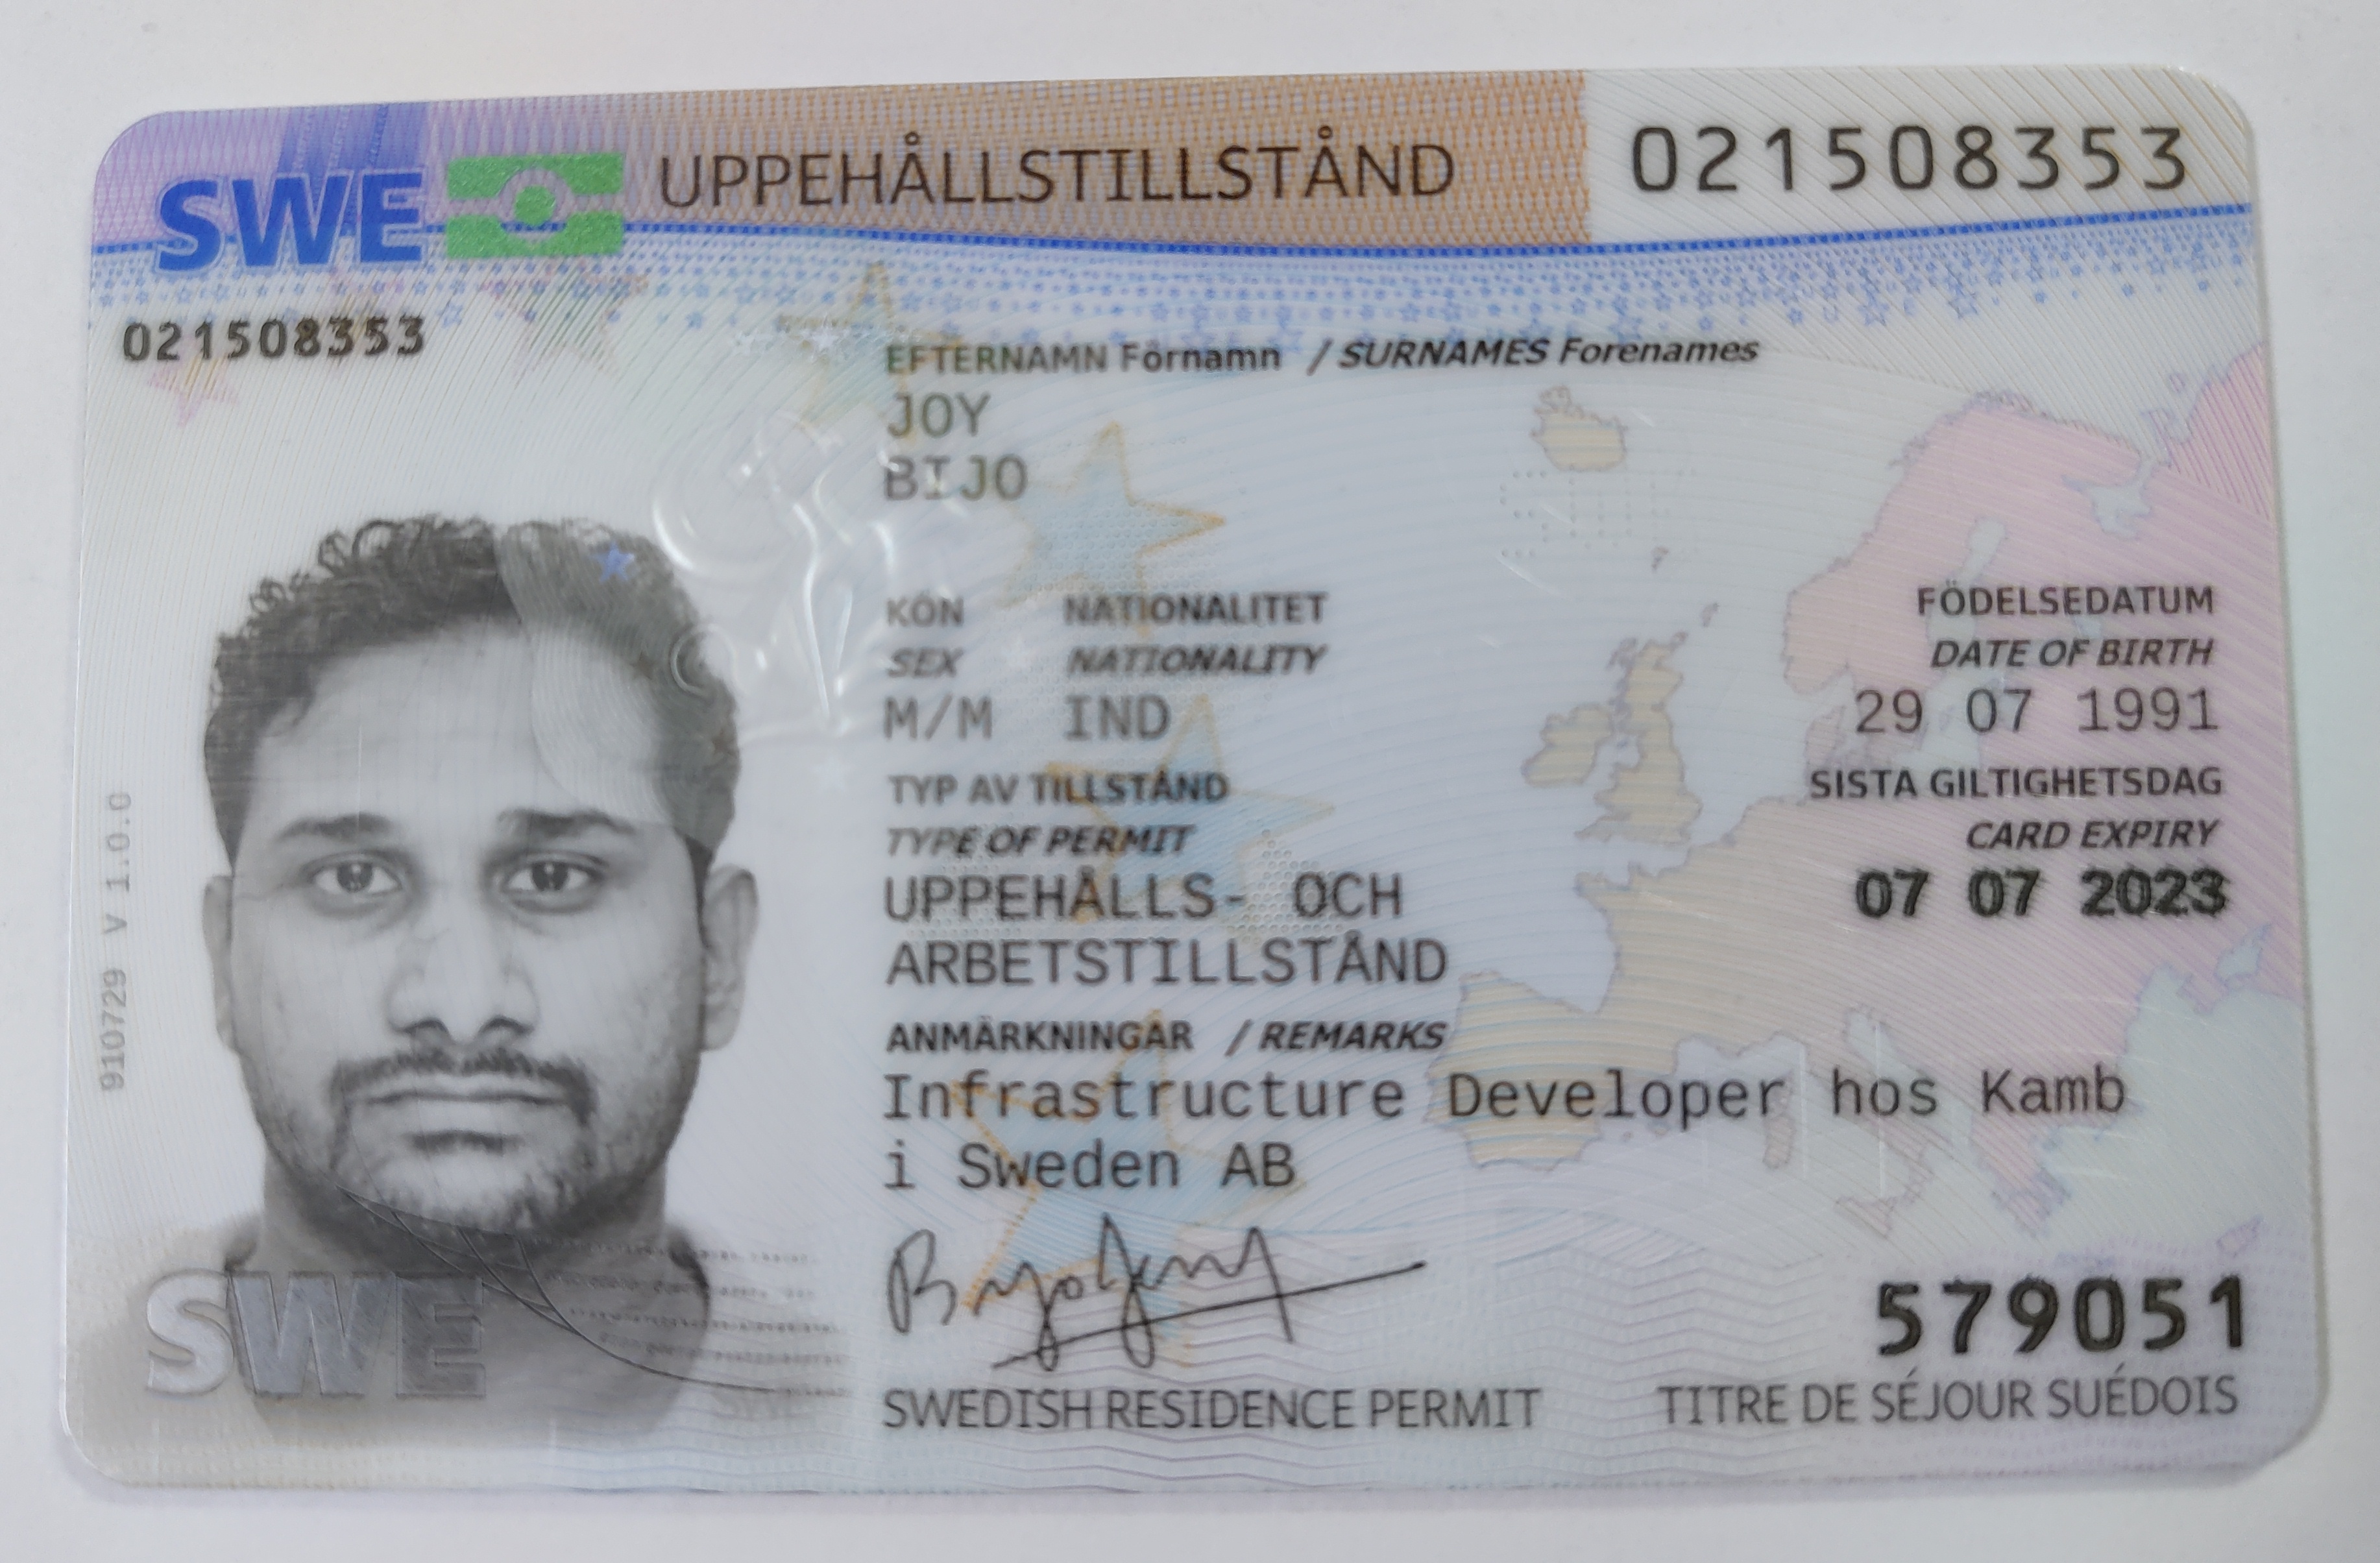 SWE UPPEHÅLLSTILLSTÅND 021508353
021508353
EFTERNAMN Förnamn / SURNAMES Forenames
JOY
BIJO
KÖN NATIONALITET FÖDELSEDATUM
SEX NATIONALITY DATE OF BIRTH
M/M IND 29 07 1991
TYP AV TILLSTÅND SISTA GILTIGHETSDAG
TYPE OF PERMIT CARD EXPIRY
UPPEHÅLLS- OCH 07 07 2023
ARBETSTILLSTÅND
ANMÄRKNINGAR / REMARKS
Infrastructure Developer hos Kamb
i Sweden AB
910729 V 1.0.0
SWE
579051
SWEDISH RESIDENCE PERMIT TITRE DE SÉJOUR SUÉDOIS